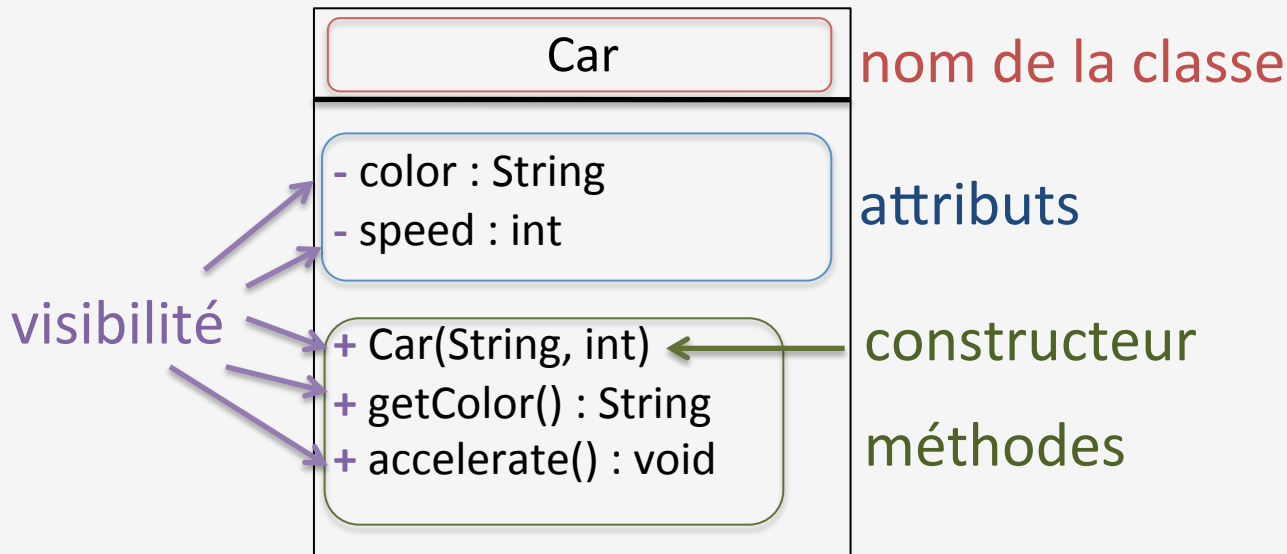 Car
nom de la classe
- color : String
- speed : int
attributs
visibilité
+ Car(String, int)
constructeur
+ getColor() : String
+ accelerate() : void
méthodes